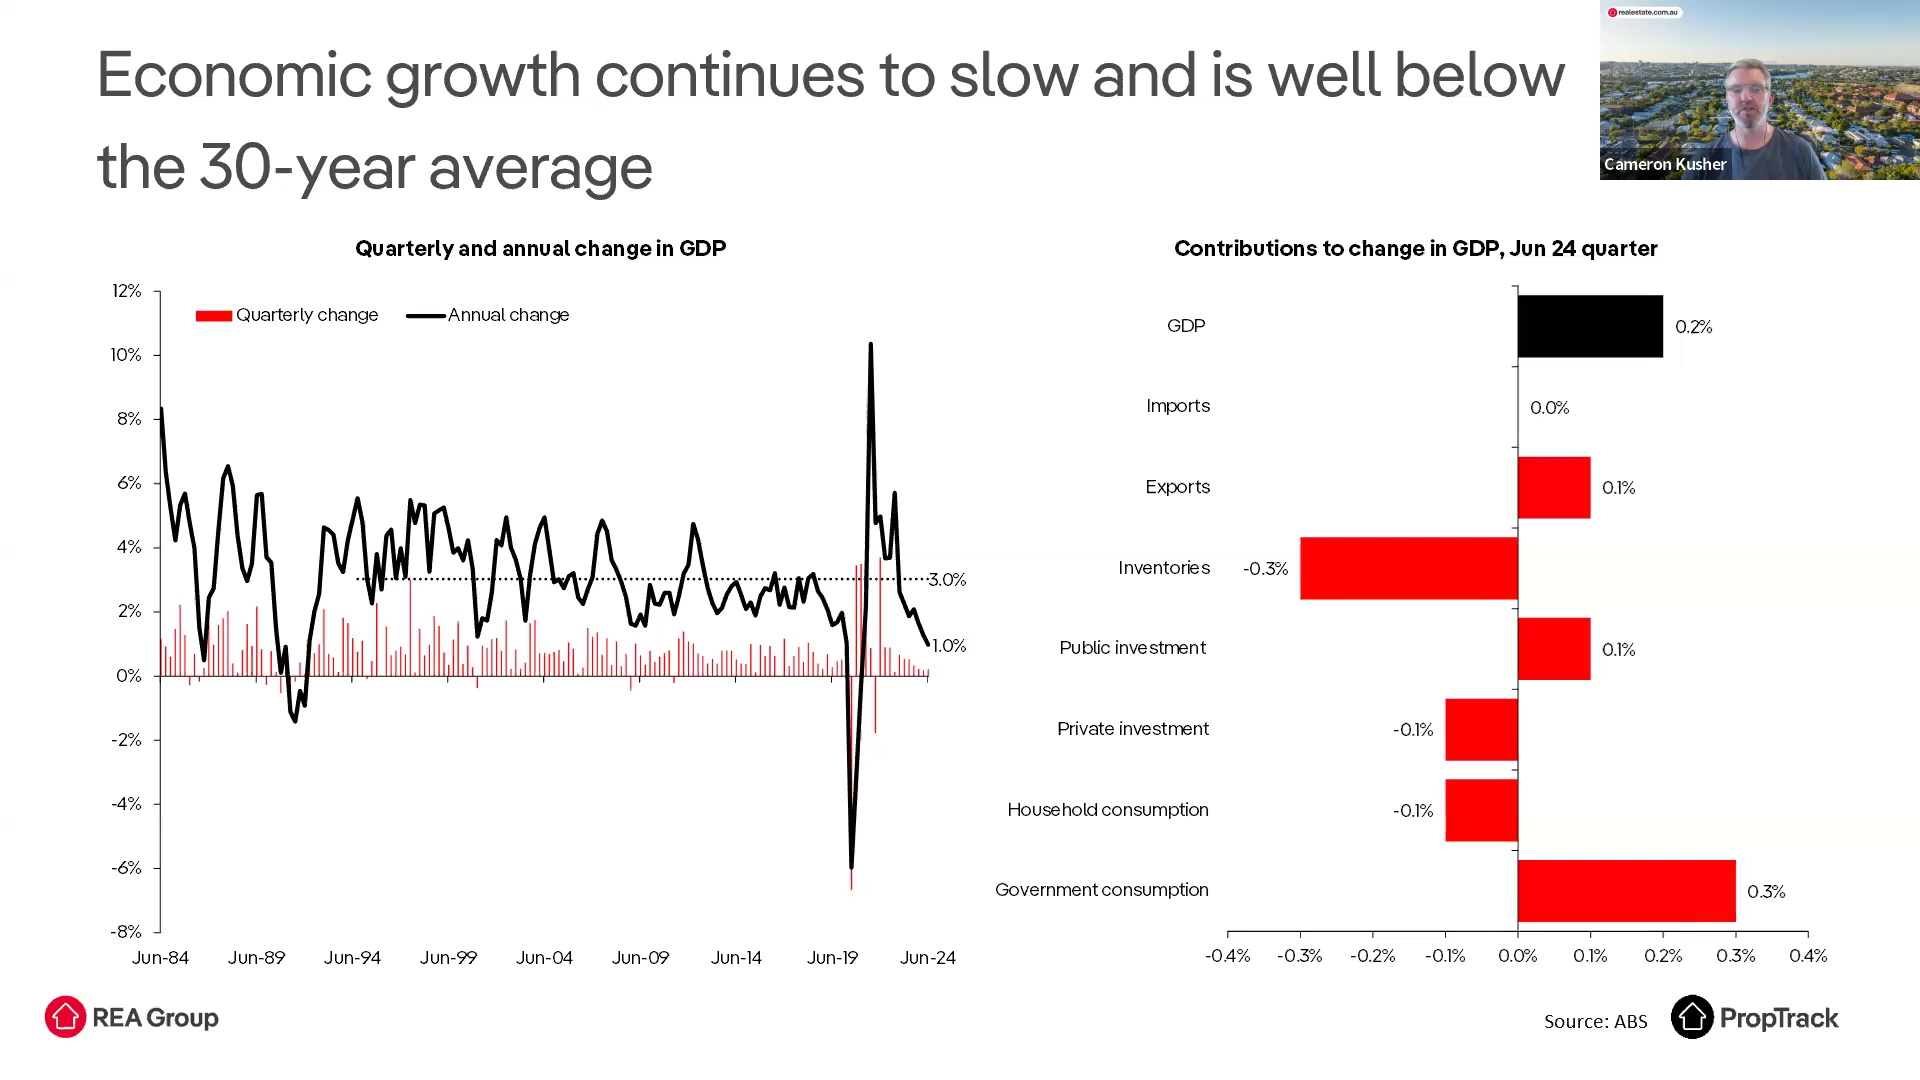 Economic growth continues to slow and is well below
the 30-year average
realestate.com.au
Cameron Kusher
Quarterly and annual change in GDP
Quarterly change
Annual change
12%
10%
8%
6%
4%
2%
0%
-2%
-4%
-6%
-8%
3.0%
1.0%
Jun-84 Jun-89 Jun-94 Jun-99 Jun-04 Jun-09 Jun-14 Jun-19 Jun-24
Contributions to change in GDP, Jun 24 quarter
GDP 0.2%
Imports 0.0%
Exports 0.1%
Inventories -0.3%
Public investment 0.1%
Private investment -0.1%
Household consumption -0.1%
Government consumption 0.3%
-0.4% -0.3% -0.2% -0.1% 0.0% 0.1% 0.2% 0.3% 0.4%
REA Group
Source: ABS
PropTrack